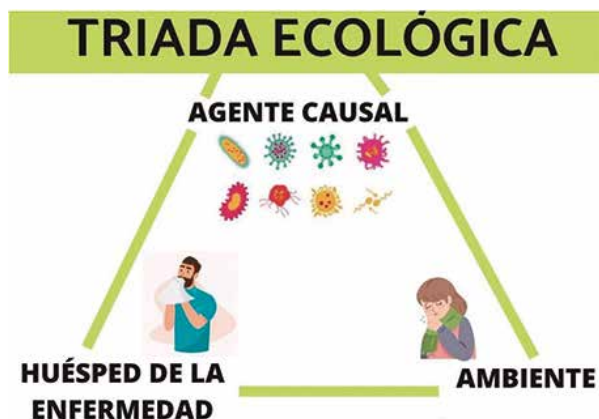 TRIADA ECOLÓGICA
AGENTE CAUSAL
HUÉSPED DE LA
ENFERMEDAD
AMBIENTE